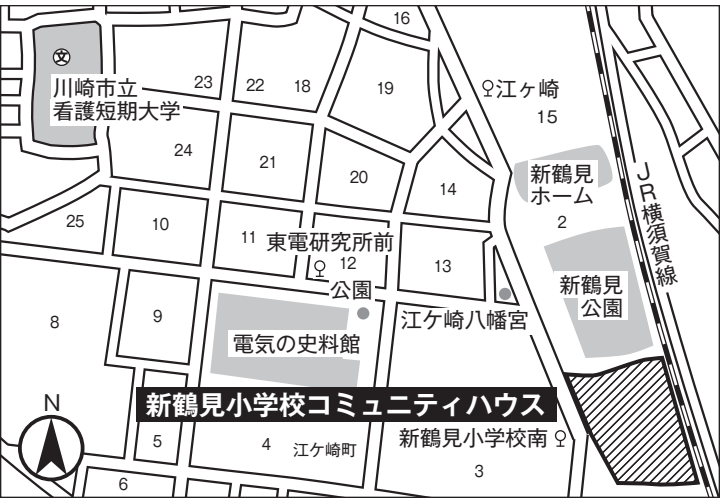 16
文
川崎市立
看護短期大学
23
22
18
19
江ヶ崎
15
24
21
20
14
新鶴見
ホーム
2
JR横須賀線
25
10
11
東電研究所前
12
13
公園
新鶴見
公園
8
9
江ケ崎八幡宮
電気の史料館
新鶴見小学校コミュニティハウス
N
5
4
江ケ崎町
新鶴見小学校南
3
6